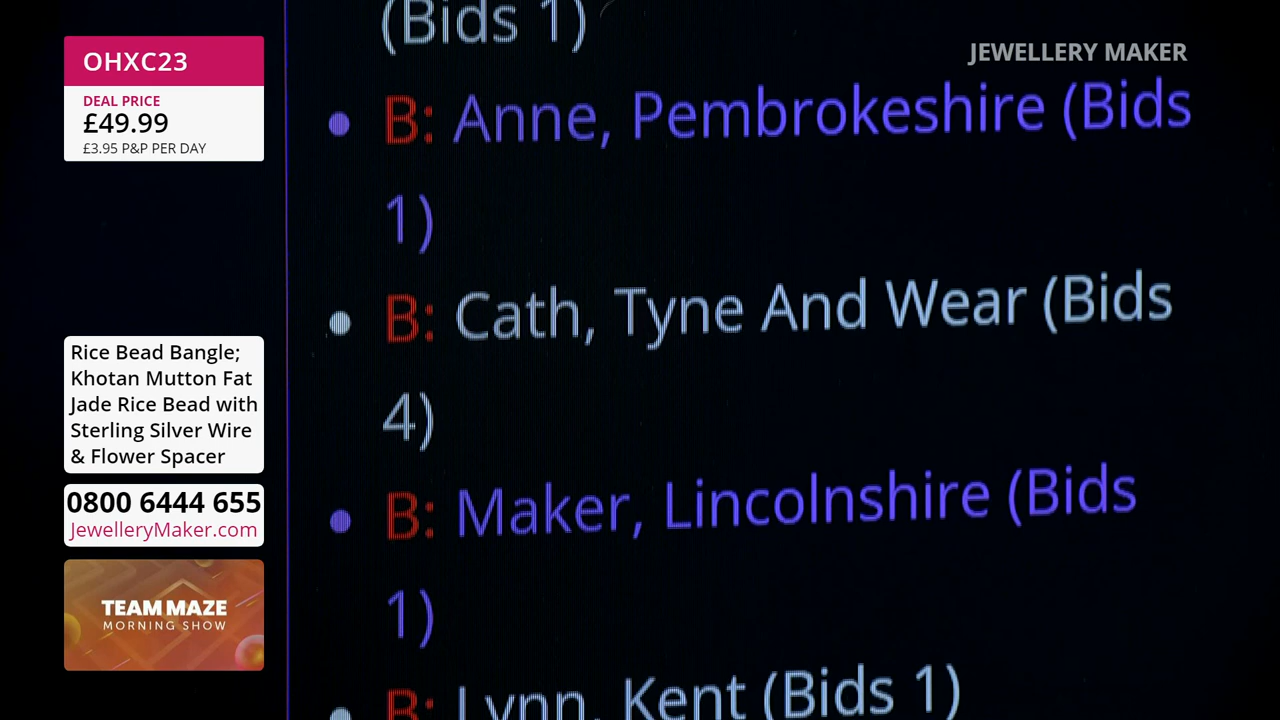 OHXC23
DEAL PRICE
£49.99
£3.95 P&P PER DAY
Rice Bead Bangle;
Khotan Mutton Fat
Jade Rice Bead with
Sterling Silver Wire
& Flower Spacer
0800 6444 655
JewelleryMaker.com
TEAM MAZE
MORNING SHOW
JEWELLERY MAKER
(Bids 1)
• B: Anne, Pembrokeshire (Bids
1)
• B: Cath, Tyne And Wear (Bids
4)
• B: Maker, Lincolnshire (Bids
1)
• B: Lynn, Kent (Bids 1)